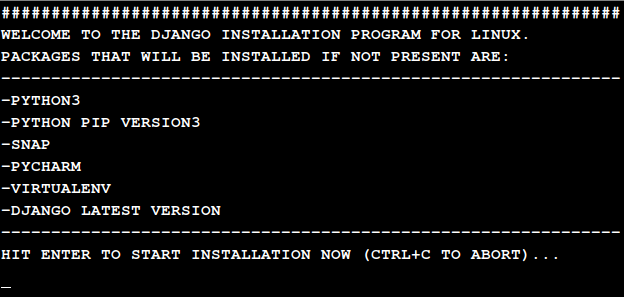 ##############################################################
WELCOME TO THE DJANGO INSTALLATION PROGRAM FOR LINUX.
PACKAGES THAT WILL BE INSTALLED IF NOT PRESENT ARE:
--------------------------------------------------------------
-PYTHON3
-PYTHON PIP VERSION3
-SNAP
-PYCHARM
-VIRTUALENV
-DJANGO LATEST VERSION
--------------------------------------------------------------
HIT ENTER TO START INSTALLATION NOW (CTRL+C TO ABORT)...
_